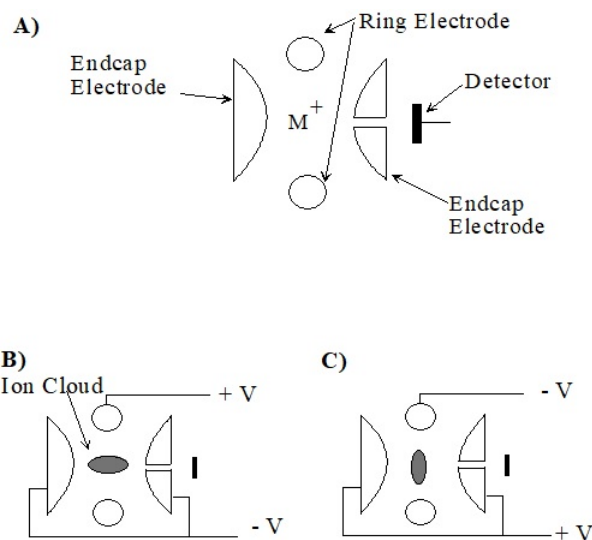 A)
Ring Electrode
Endcap
Electrode
Detector
M+
Endcap
Electrode
B)
Ion Cloud
+ V
- V
C)
- V
+ V